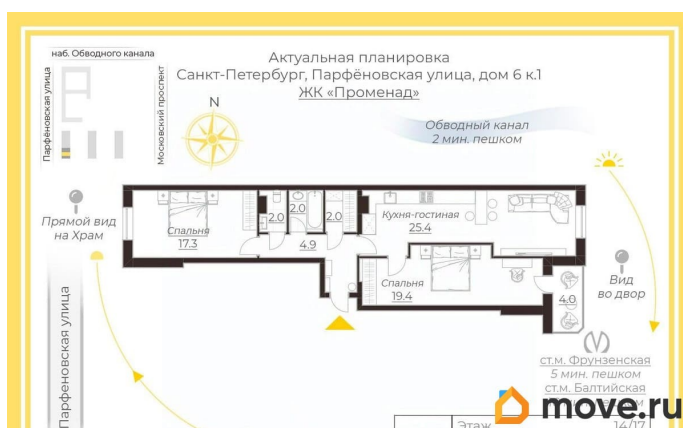 наб. Обводного канала
Парфёновская улица
Московский проспект
Актуальная планировка
Санкт-Петербург, Парфёновская улица, дом 6 к.1
ЖК «Променад»
N
Обводный канал
2 мин. пешком
Прямой вид
на Храм
Спальня
17.3
2.0
2.0
2.0
4.9
Кухня-гостиная
25.4
Спальня
19.4
4.0
Вид
во двор
Парфеновская улица
ст.м. Фрунзенская
5 мин. пешком
ст.м. Балтийская
move.ru
Этаж
14/17